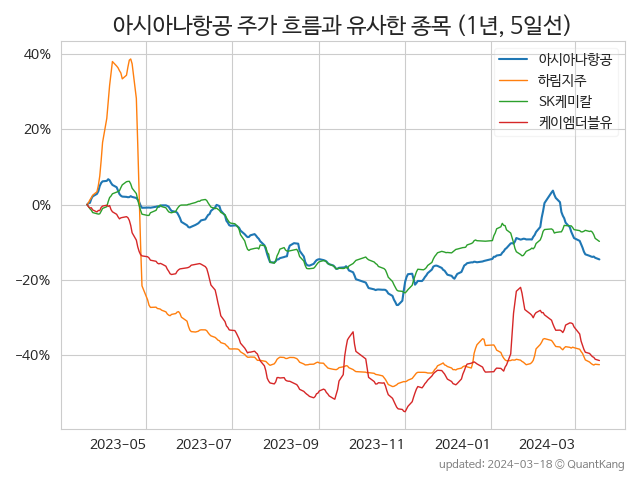 아시아나항공 주가 흐름과 유사한 종목 (1년, 5일선)
아시아나항공
하림지주
SK케미칼
케이엠더블유
40%
20%
0%
−20%
−40%
2023-05 2023-07 2023-09 2023-11 2024-01 2024-03
updated: 2024-03-18 © QuantKang